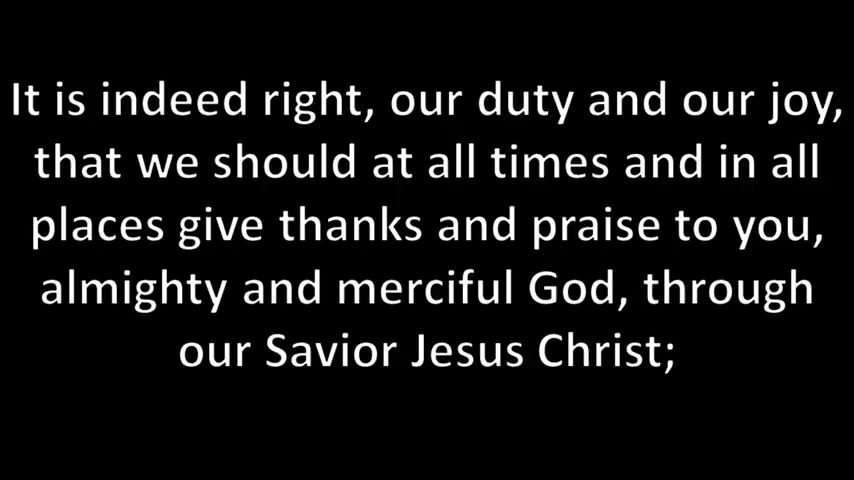 It is indeed right, our duty and our joy,
that we should at all times and in all
places give thanks and praise to you,
almighty and merciful God, through
our Savior Jesus Christ;